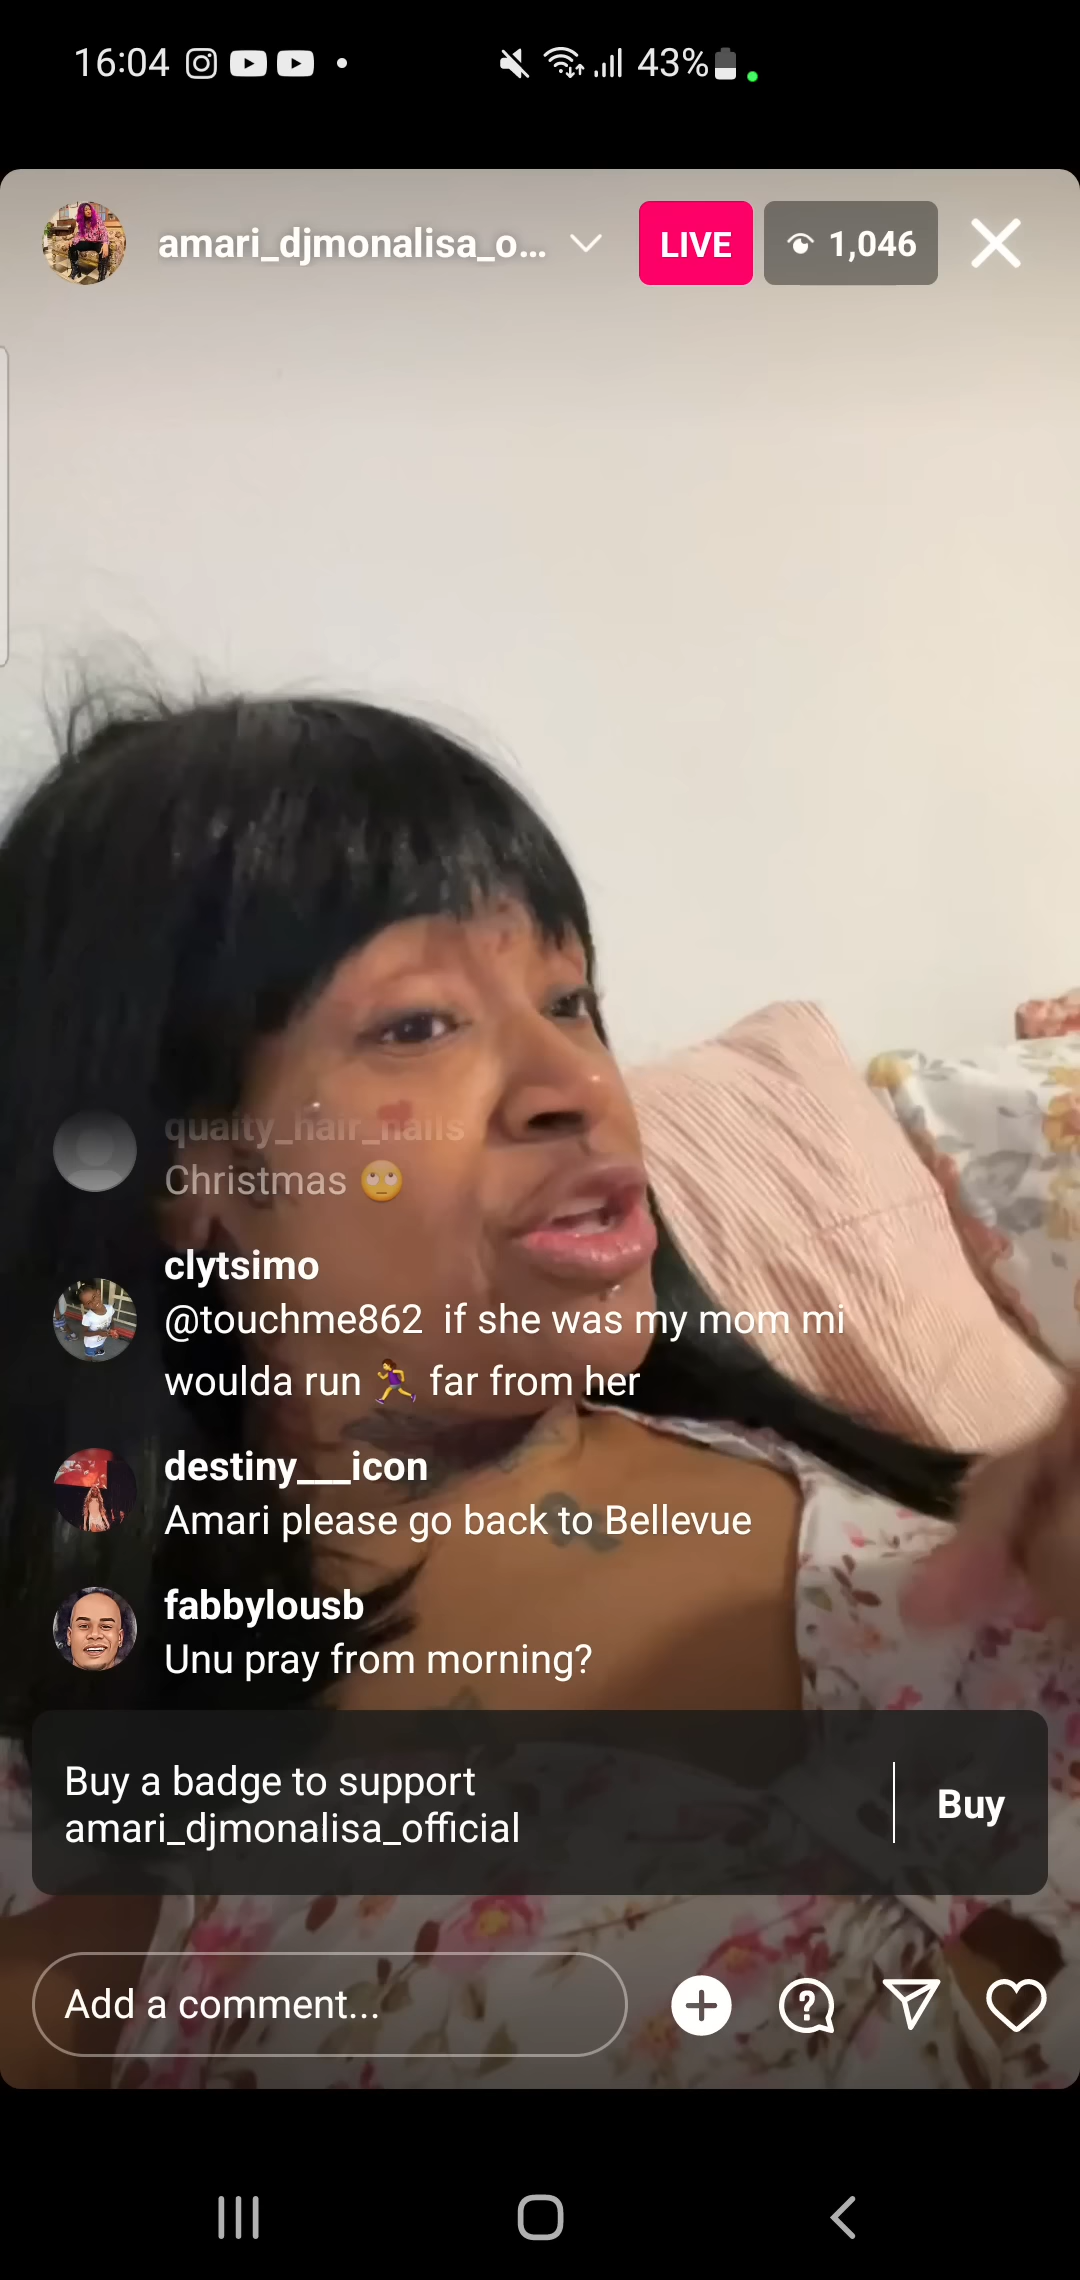 16:04
43%
amari_djmonalisa_o...
LIVE
1,046
quaity_hair_nails
Christmas 🙄
clytsimo
@touchme862 if she was my mom mi
woulda run 🏃‍♀️ far from her
destiny___icon
Amari please go back to Bellevue
fabbylousb
Unu pray from morning?
Buy a badge to support
amari_djmonalisa_official
Buy
Add a comment...